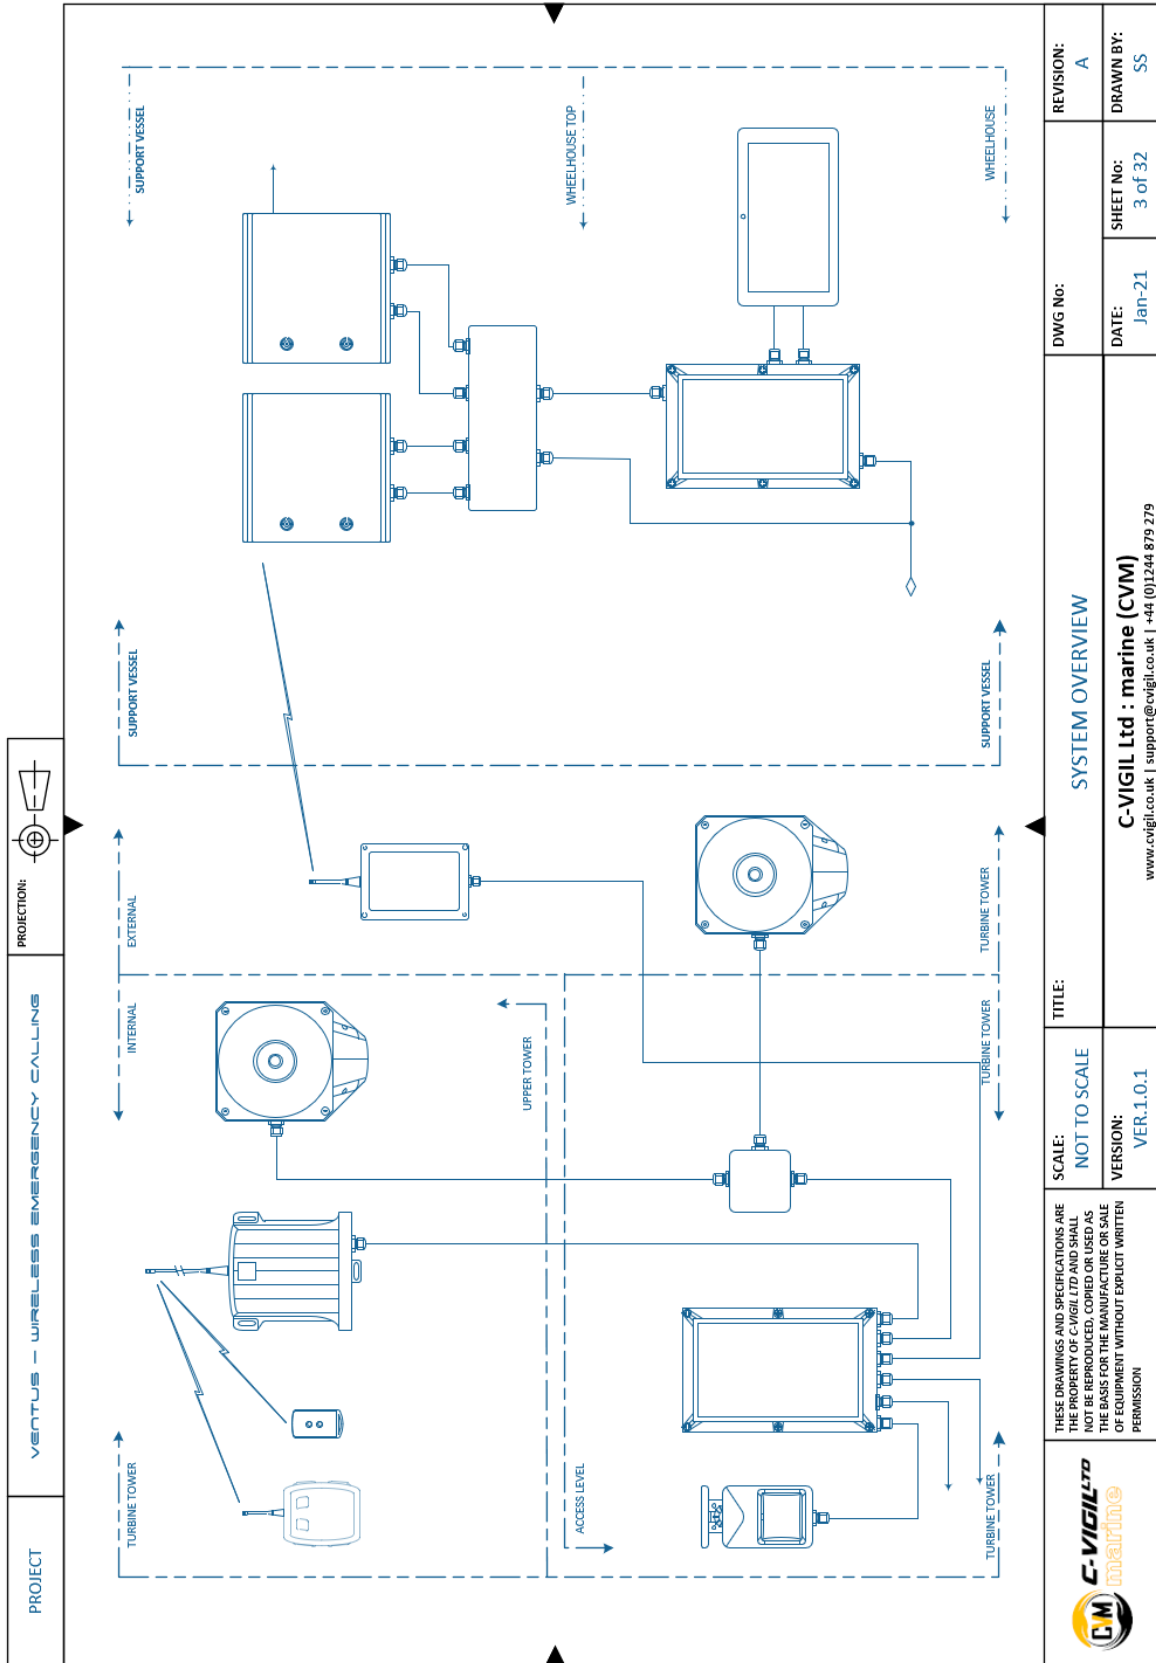 PROJECT
VENTUS - WIRELESS EMERGENCY CALLING
PROJECTION:
TURBINE TOWER
INTERNAL
EXTERNAL
SUPPORT VESSEL
SUPPORT VESSEL
UPPER TOWER
ACCESS LEVEL
WHEELHOUSE TOP
TURBINE TOWER
TURBINE TOWER
TURBINE TOWER
SUPPORT VESSEL
WHEELHOUSE
CVM
C-VIGIL LTD
marine
THESE DRAWINGS AND SPECIFICATIONS ARE
THE PROPERTY OF C-VIGIL LTD AND SHALL
NOT BE REPRODUCED, COPIED OR USED AS
THE BASIS FOR THE MANUFACTURE OR SALE
OF EQUIPMENT WITHOUT EXPLICIT WRITTEN
PERMISSION
SCALE:
NOT TO SCALE
VERSION:
VER.1.0.1
TITLE:
SYSTEM OVERVIEW
C-VIGIL Ltd : marine (CVM)
www.cvigil.co.uk | support@cvigil.co.uk | +44 (0)1244 879 279
DWG No:
REVISION:
A
DATE:
Jan-21
SHEET No:
3 of 32
DRAWN BY:
SS